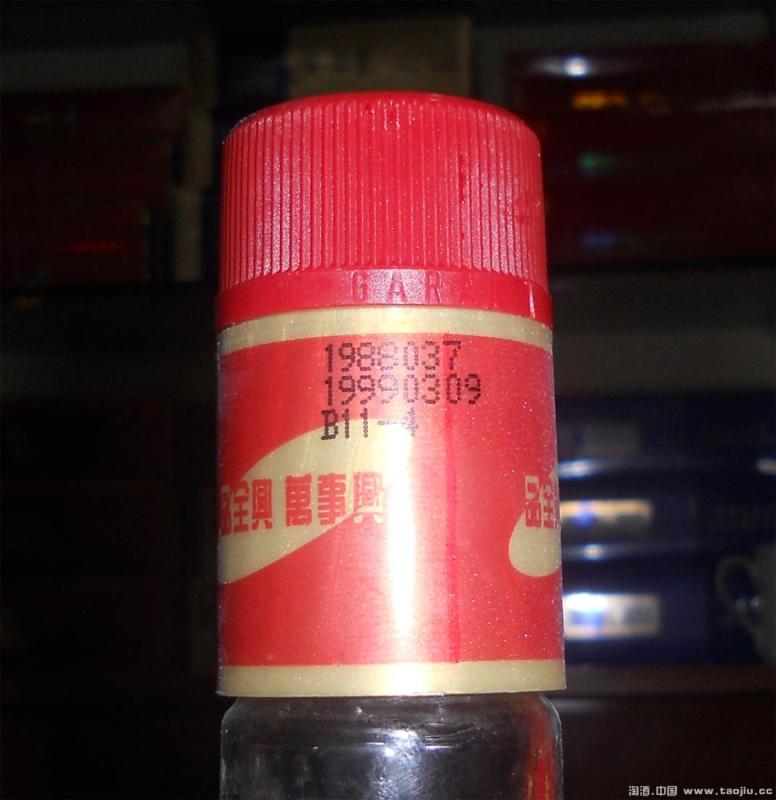 GAR
1988037
19990309
B11-4
品全興 萬事興
品全
淘酒.中国 www.taojiu.cc